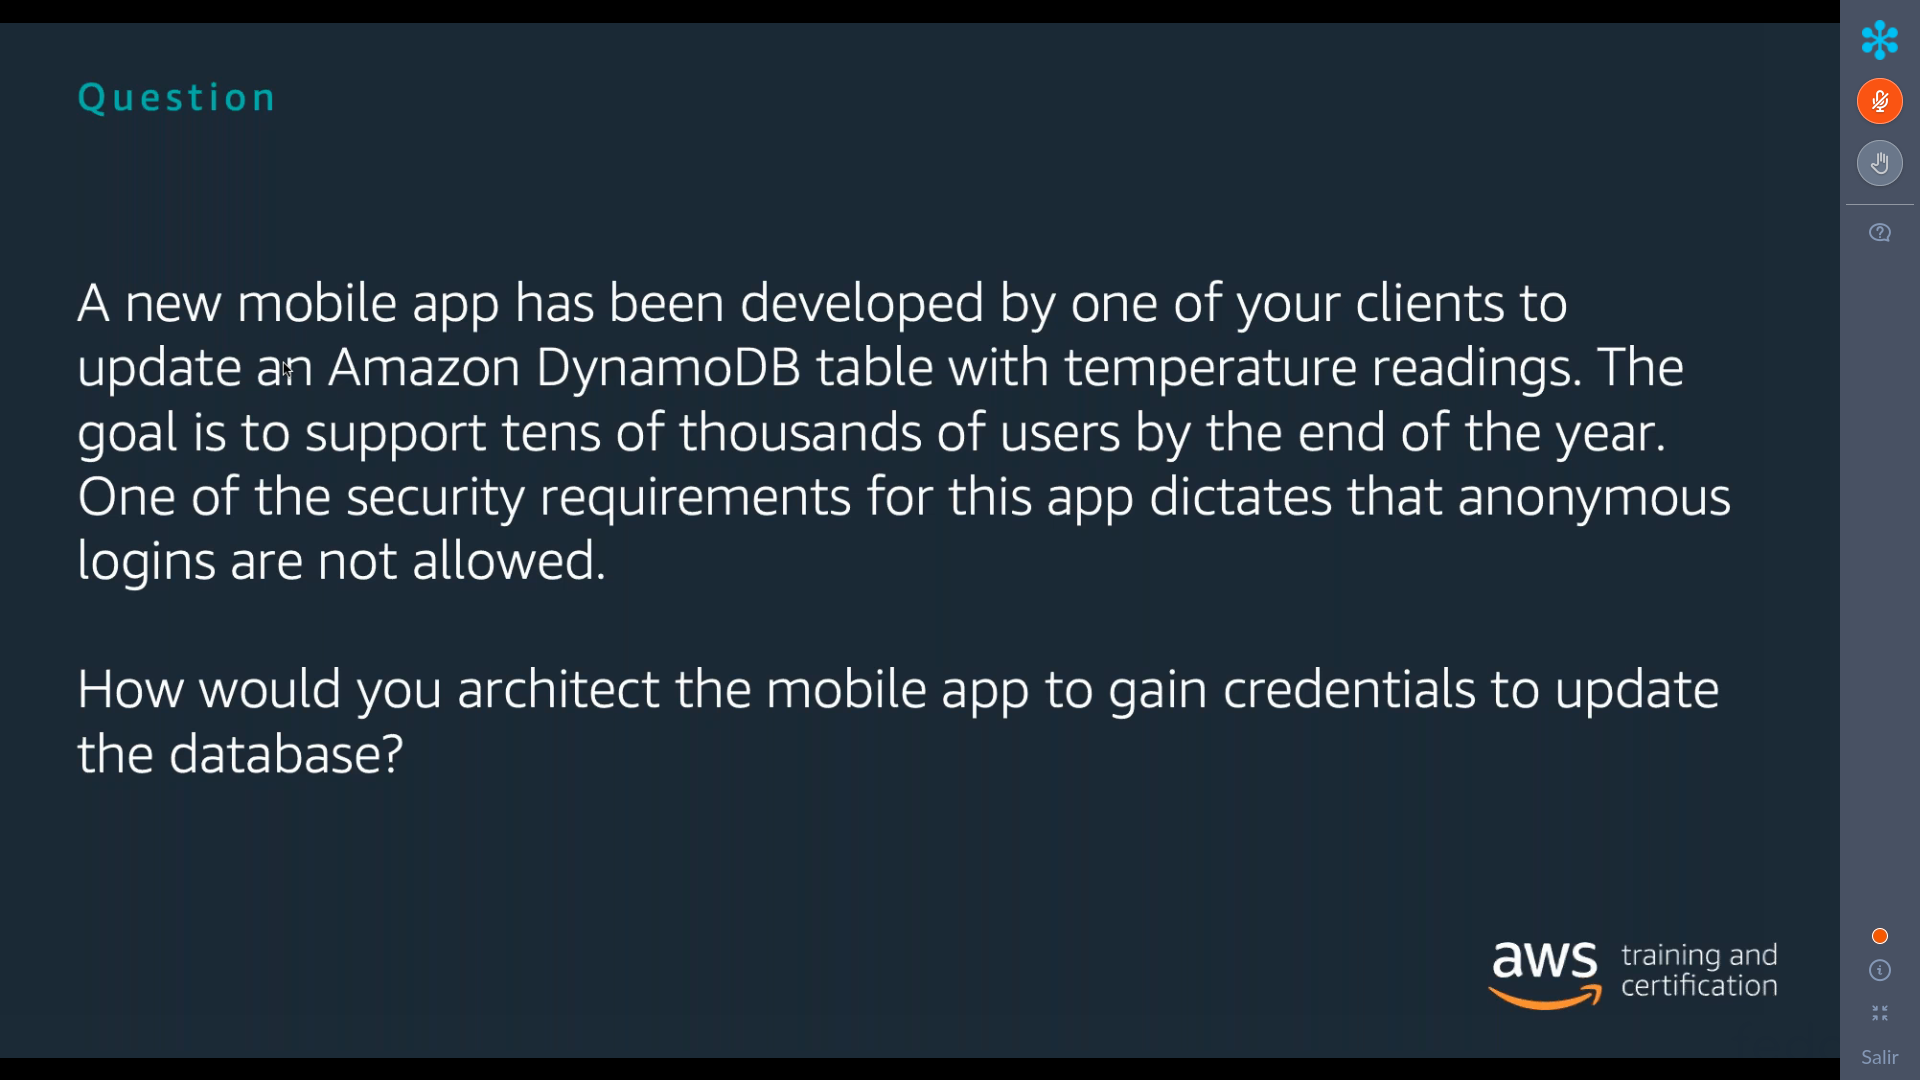 Question
A new mobile app has been developed by one of your clients to
update an Amazon DynamoDB table with temperature readings. The
goal is to support tens of thousands of users by the end of the year.
One of the security requirements for this app dictates that anonymous
logins are not allowed.
How would you architect the mobile app to gain credentials to update
the database?
aws training and
certification
Salir